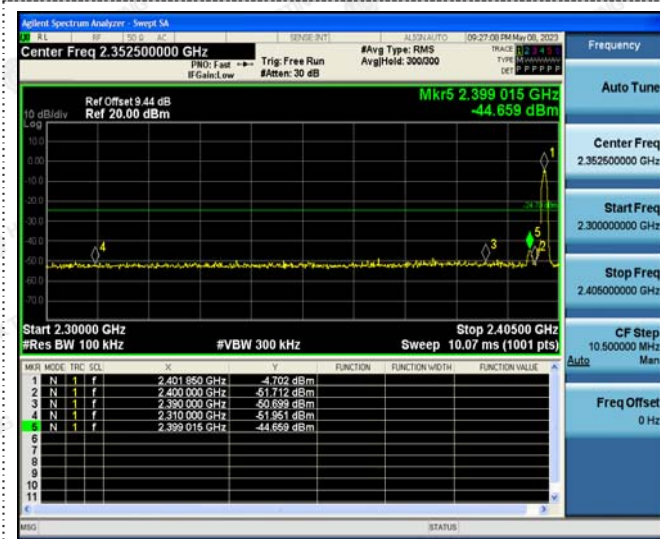 Agilent Spectrum Analyzer - Swept SA
RL RF 50 Ω AC SENSE:INT ALIGNAUTO 09:27:08 PM May 08, 2023
Center Freq 2.352500000 GHz
PNO: Fast
IFGain:Low
Trig: Free Run
#Atten: 30 dB
#Avg Type: RMS
Avg|Hold: 300/300
TRACE 1 2 3 4 5 6
TYPE M
DET P P P P P P
Frequency
Auto Tune
Center Freq
2.352500000 GHz
Start Freq
2.300000000 GHz
Stop Freq
2.405000000 GHz
CF Step
10.500000 MHz
Auto Man
Freq Offset
0 Hz
Ref Offset 9.44 dB
10 dB/div Ref 20.00 dBm
Log
Mkr5 2.399 015 GHz
-44.659 dBm
10.0
0.00
-10.0
-20.0
-30.0
-40.0
-50.0
-60.0
-70.0
1
5
2
3
4
Start 2.30000 GHz Stop 2.40500 GHz
#Res BW 100 kHz #VBW 300 kHz Sweep 10.07 ms (1001 pts)
MKR MODE TRC SCL X Y FUNCTION FUNCTION WIDTH FUNCTION VALUE
1 N 1 f 2.401 850 GHz -4.702 dBm
2 N 1 f 2.400 000 GHz -51.712 dBm
3 N 1 f 2.390 000 GHz -50.699 dBm
4 N 1 f 2.310 000 GHz -51.951 dBm
5 N 1 f 2.399 015 GHz -44.659 dBm
6
7
8
9
10
11
MSG STATUS